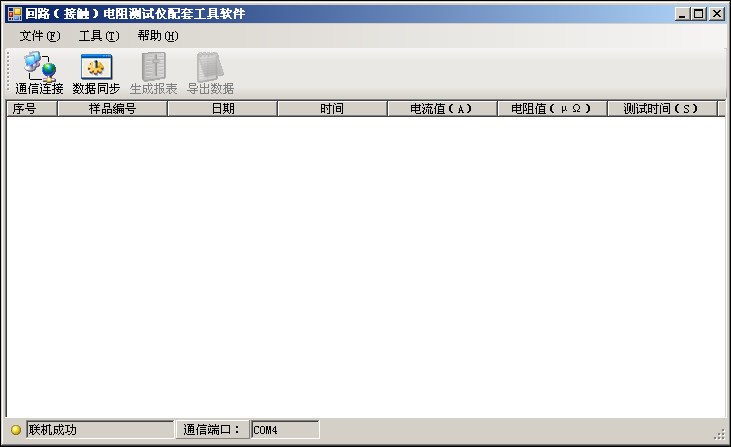 回路(接触)电阻测试仪配套工具软件
文件(F) 工具(T) 帮助(H)
通信连接 数据同步 生成报表 导出数据
序号 样品编号 日期 时间 电流值(A) 电阻值(μΩ) 测试时间(S)
联机成功 通信端口: COM4